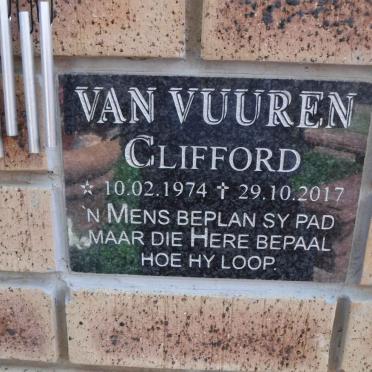 VAN VUUREN
CLIFFORD
☆ 10.02.1974 ✝ 29.10.2017
'N MENS BEPLAN SY PAD
MAAR DIE HERE BEPAAL
HOE HY LOOP.